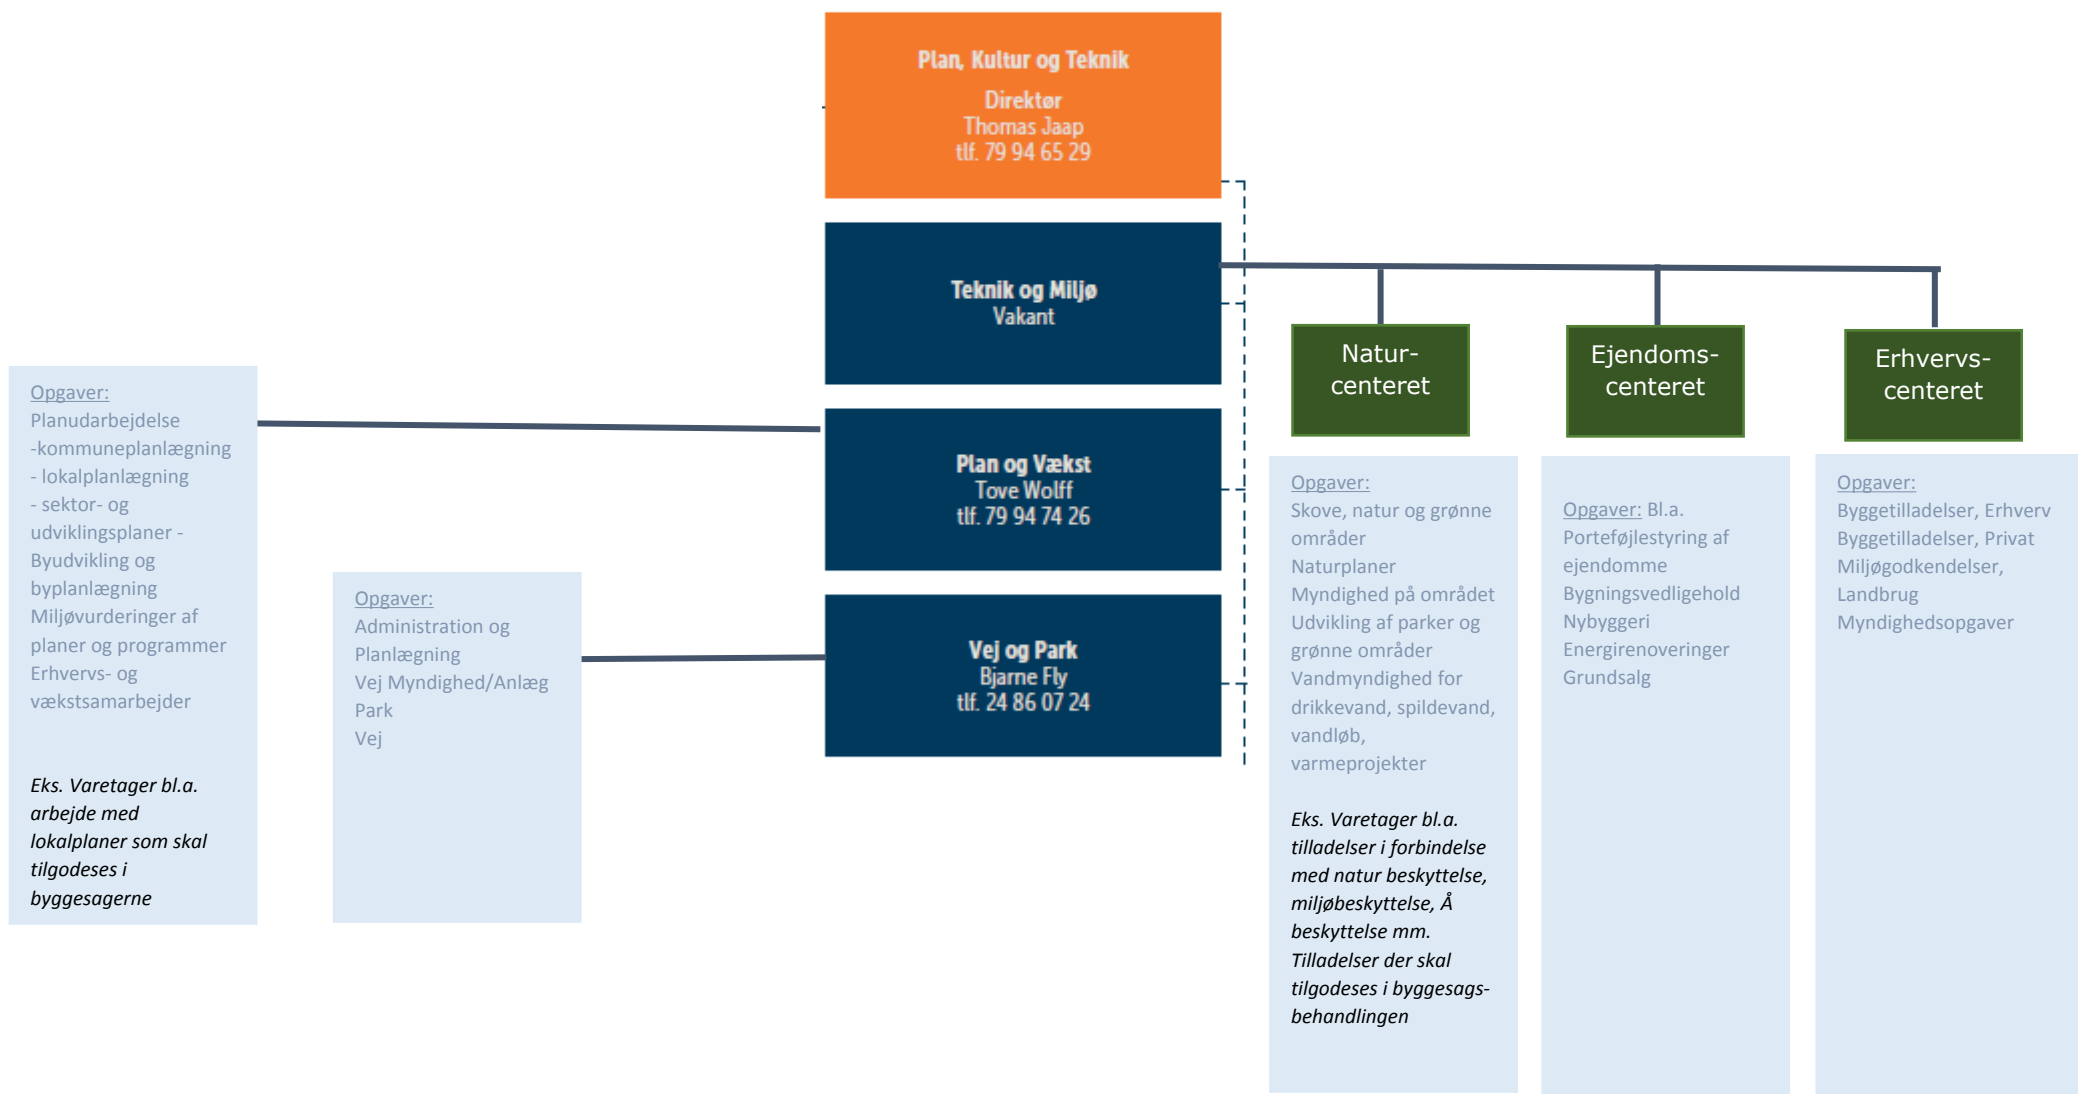 Plan, Kultur og Teknik
Direktør
Thomas Jaap
tlf. 79 94 65 29
Teknik og Miljø
Vakant
Plan og Vækst
Tove Wolff
tlf. 79 94 74 26
Vej og Park
Bjarne Fly
tlf. 24 86 07 24
Opgaver:
Planudarbejdelse
-kommuneplanlægning
- lokalplanlægning
- sektor- og
udviklingsplaner -
Byudvikling og
byplanlægning
Miljøvurderinger af
planer og programmer
Erhvervs- og
vækstsamarbejder
Eks. Varetager bl.a.
arbejde med
lokalplaner som skal
tilgodeses i
byggesagerne
Opgaver:
Administration og
Planlægning
Vej Myndighed/Anlæg
Park
Vej
Natur-
centeret
Opgaver:
Skove, natur og grønne
områder
Naturplaner
Myndighed på området
Udvikling af parker og
grønne områder
Vandmyndighed for
drikkevand, spildevand,
vandløb,
varmeprojekter
Eks. Varetager bl.a.
tilladelser i forbindelse
med natur beskyttelse,
miljøbeskyttelse, Å
beskyttelse mm.
Tilladelser der skal
tilgodeses i byggesags-
behandlingen
Ejendoms-
centeret
Opgaver: Bl.a.
Porteføjlestyring af
ejendomme
Bygningsvedligehold
Nybyggeri
Energirenoveringer
Grundsalg
Erhvervs-
centeret
Opgaver:
Byggetilladelser, Erhverv
Byggetilladelser, Privat
Miljøgodkendelser,
Landbrug
Myndighedsopgaver